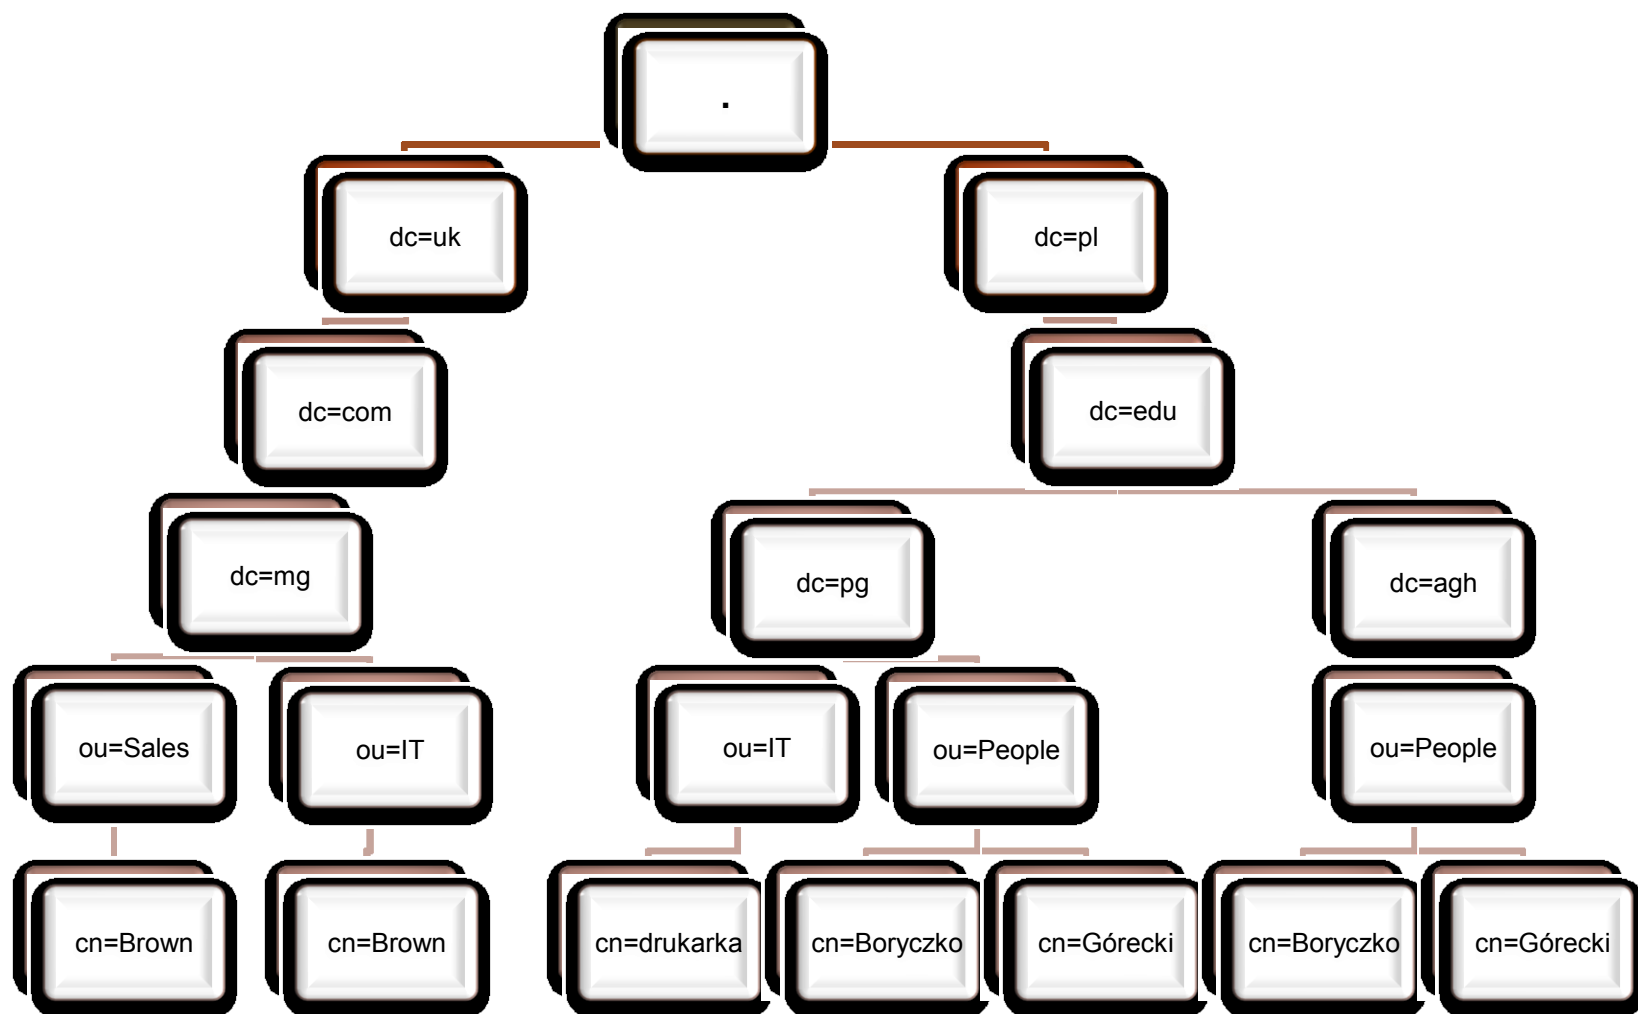 .
dc=uk
dc=pl
dc=com
dc=edu
dc=mg
dc=pg
dc=agh
ou=Sales
ou=IT
ou=IT
ou=People
ou=People
cn=Brown
cn=Brown
cn=drukarka
cn=Boryczko
cn=Górecki
cn=Boryczko
cn=Górecki